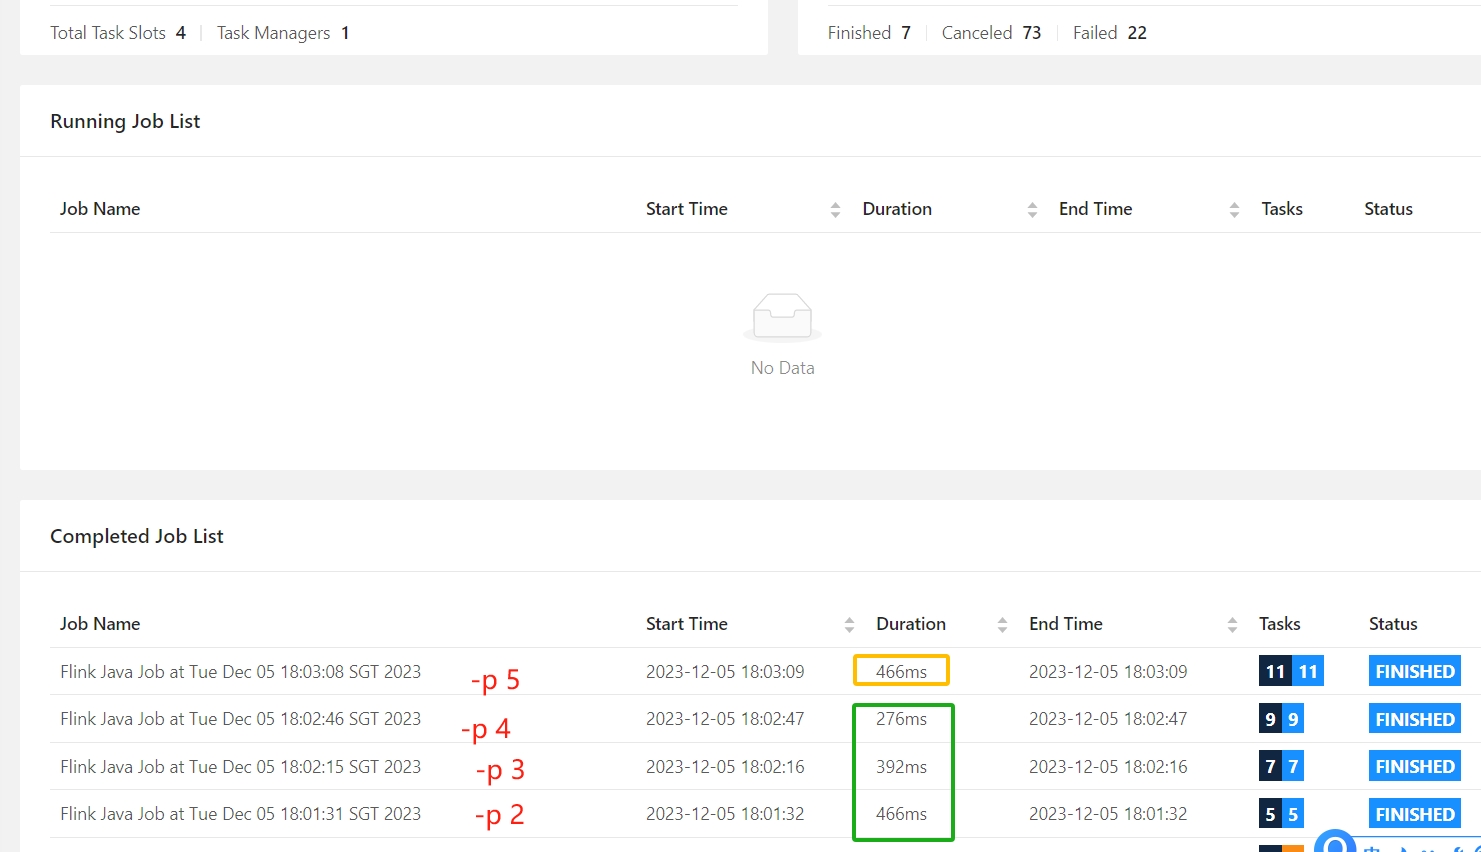 Total Task Slots 4 Task Managers 1
Finished 7 Canceled 73 Failed 22
Running Job List
Job Name Start Time Duration End Time Tasks Status
No Data
Completed Job List
Job Name Start Time Duration End Time Tasks Status
Flink Java Job at Tue Dec 05 18:03:08 SGT 2023 -p 5 2023-12-05 18:03:09 466ms 2023-12-05 18:03:09 11 11 FINISHED
Flink Java Job at Tue Dec 05 18:02:46 SGT 2023 -p 4 2023-12-05 18:02:47 276ms 2023-12-05 18:02:47 9 9 FINISHED
Flink Java Job at Tue Dec 05 18:02:15 SGT 2023 -p 3 2023-12-05 18:02:16 392ms 2023-12-05 18:02:16 7 7 FINISHED
Flink Java Job at Tue Dec 05 18:01:31 SGT 2023 -p 2 2023-12-05 18:01:32 466ms 2023-12-05 18:01:32 5 5 FINISHED